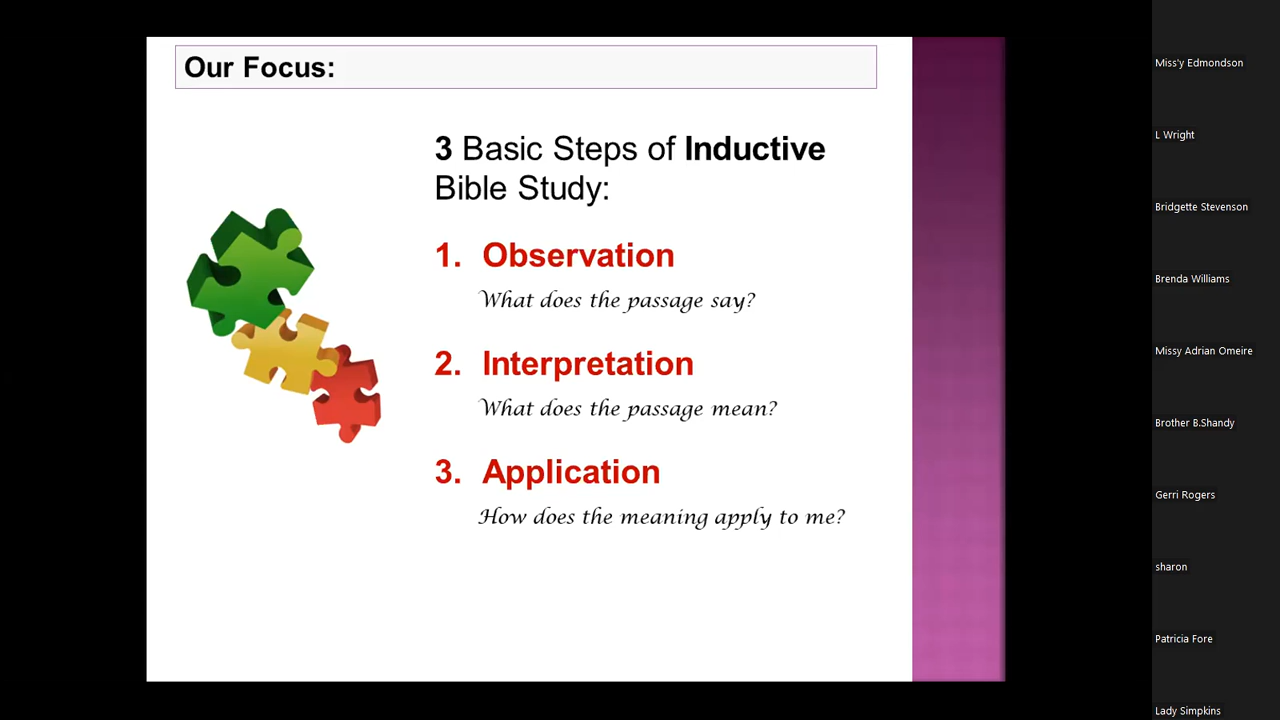 Our Focus:
3 Basic Steps of Inductive
Bible Study:
1. Observation
What does the passage say?
2. Interpretation
What does the passage mean?
3. Application
How does the meaning apply to me?
Miss'y Edmondson
L Wright
Bridgette Stevenson
Brenda Williams
Missy Adrian Omeire
Brother B.Shandy
Gerri Rogers
sharon
Patricia Fore
Lady Simpkins